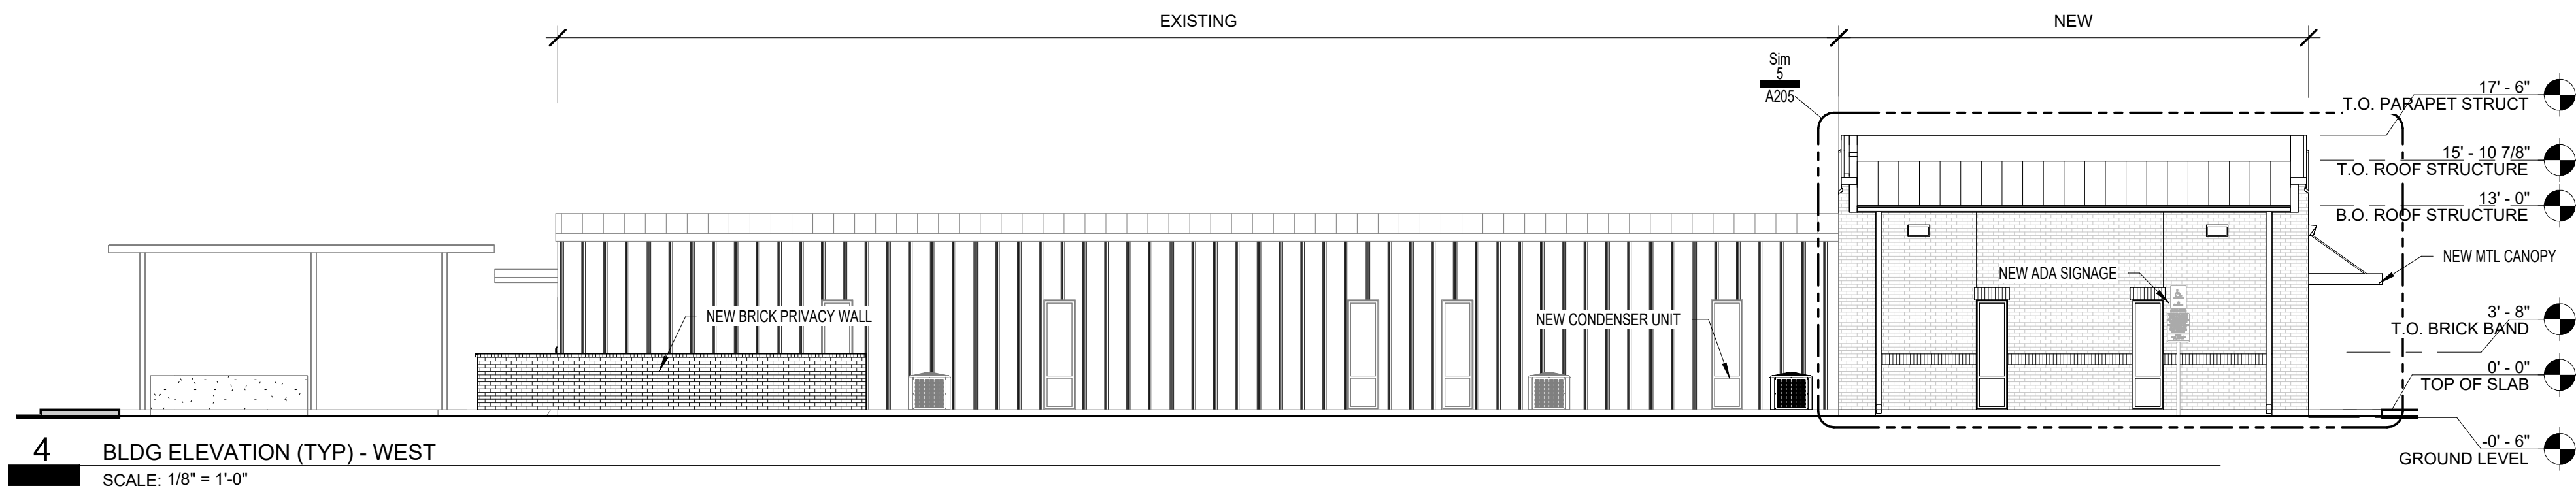 EXISTING
NEW
Sim
5
A205
17' - 6"
T.O. PARAPET STRUCT
15' - 10 7/8"
T.O. ROOF STRUCTURE
13' - 0"
B.O. ROOF STRUCTURE
NEW MTL CANOPY
NEW ADA SIGNAGE
NEW BRICK PRIVACY WALL
NEW CONDENSER UNIT
3' - 8"
T.O. BRICK BAND
0' - 0"
TOP OF SLAB
-0' - 6"
GROUND LEVEL
4
BLDG ELEVATION (TYP) - WEST
SCALE: 1/8" = 1'-0"